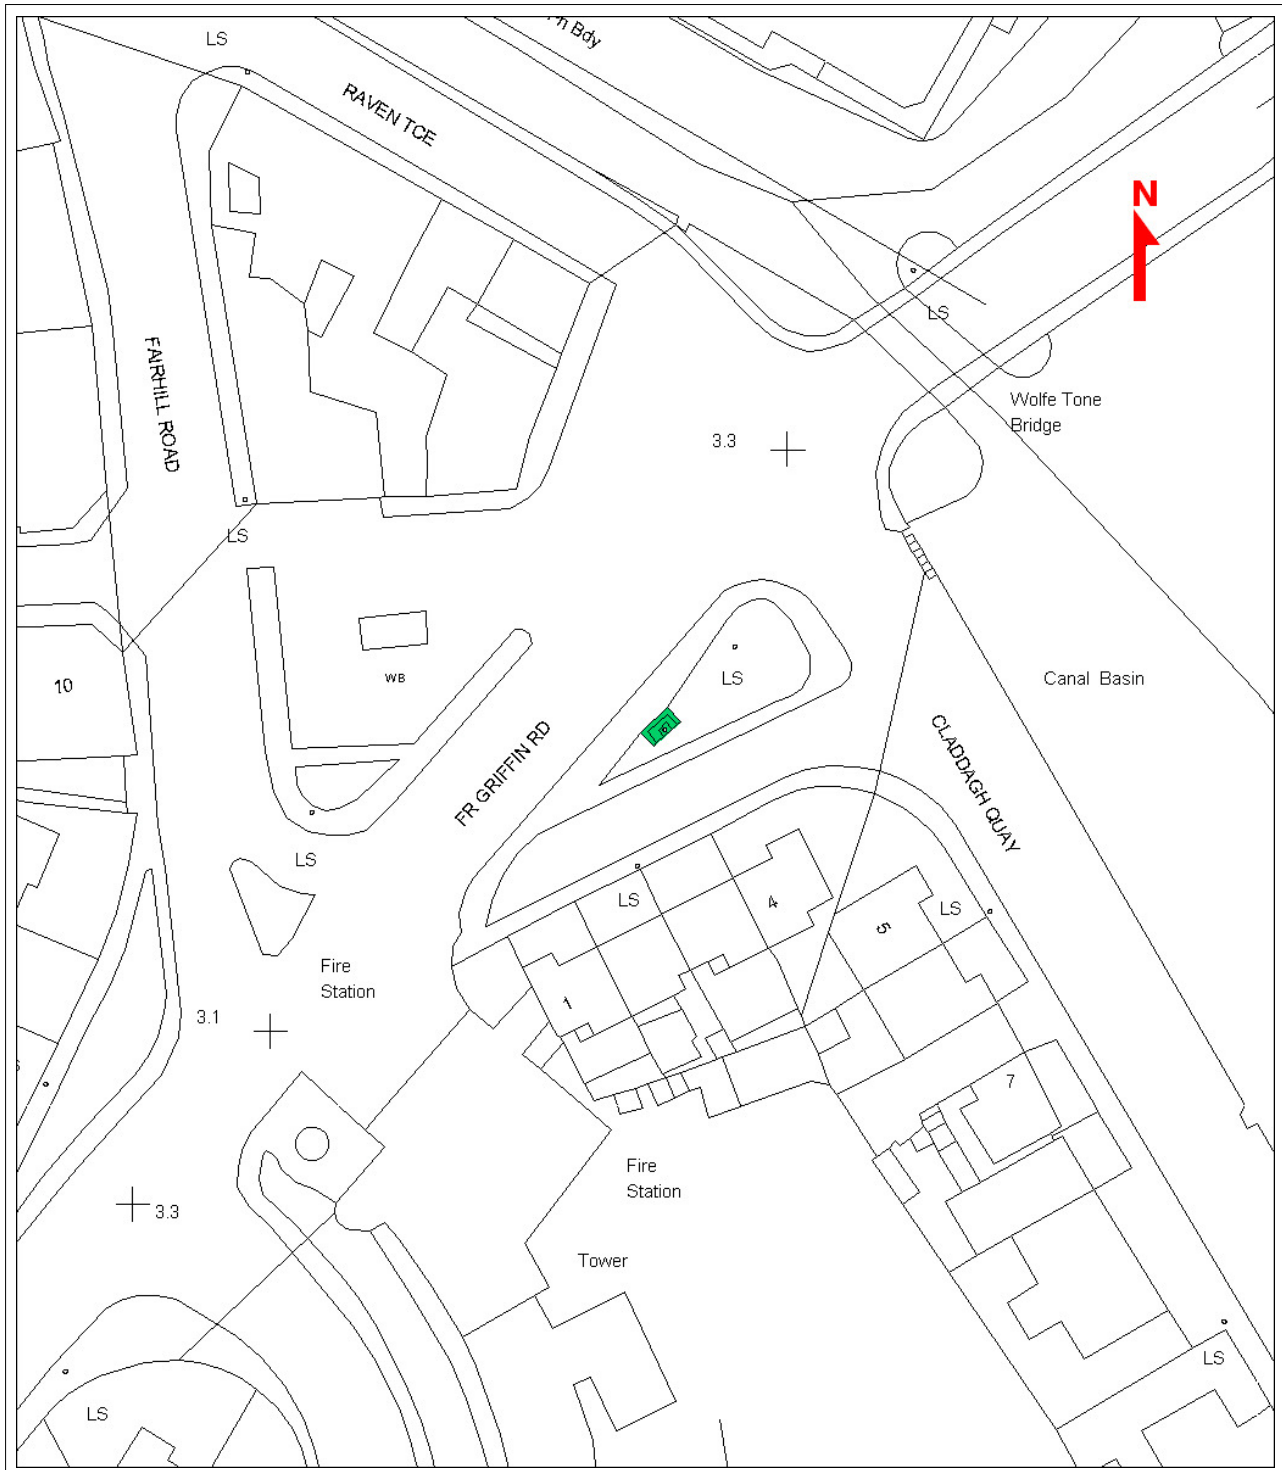 LS
Bdy
RAVEN TCE
N
LS
FAIRHILL ROAD
Wolfe Tone
Bridge
3.3
LS
10
WB
LS
Canal Basin
FR GRIFFIN RD
CLADDAGH QUAY
LS
LS
4
LS
5
1
Fire
Station
3.1
7
Fire
Station
3.3
Tower
LS
LS